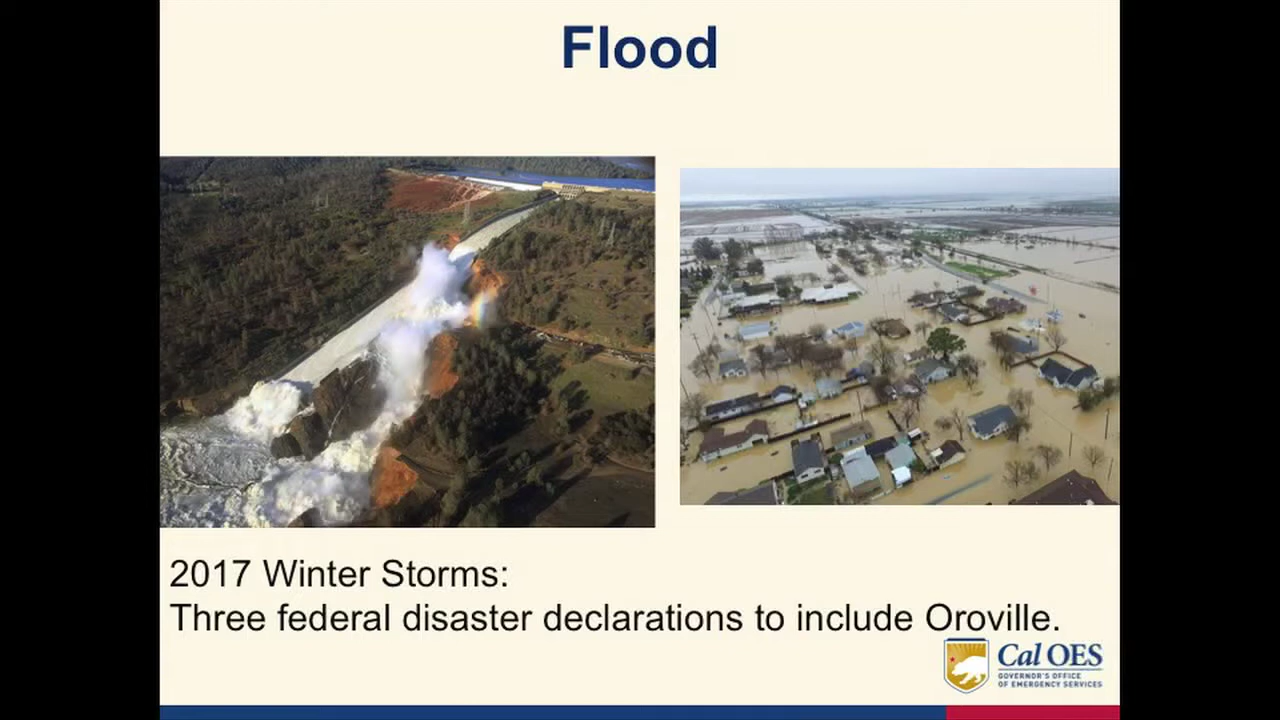 Flood
2017 Winter Storms:
Three federal disaster declarations to include Oroville.
Cal OES
GOVERNOR'S OFFICE
OF EMERGENCY SERVICES